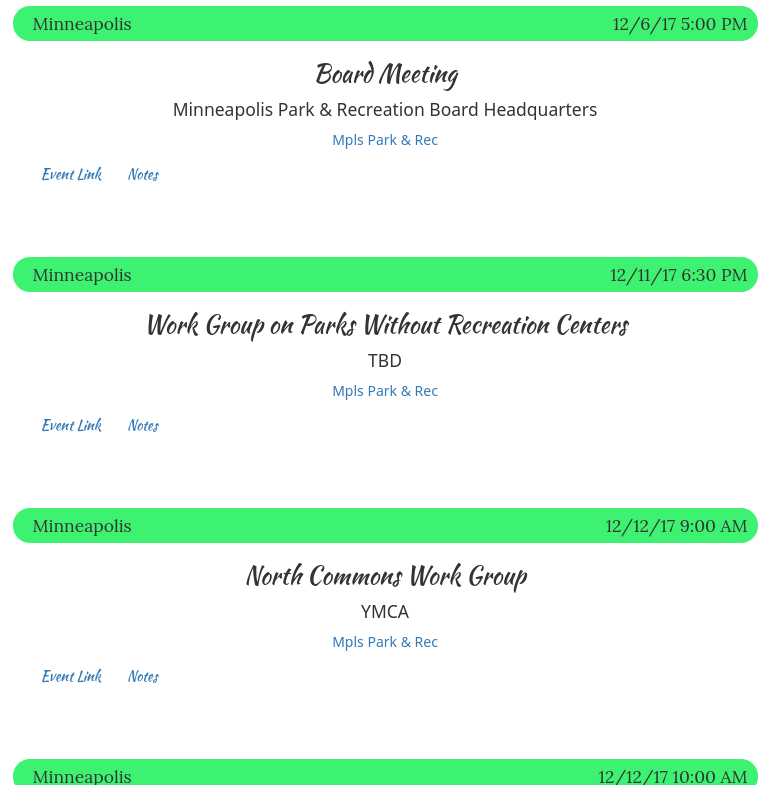 Minneapolis 12/6/17 5:00 PM
Board Meeting
Minneapolis Park & Recreation Board Headquarters
Mpls Park & Rec
Event Link Notes
Minneapolis 12/11/17 6:30 PM
Work Group on Parks Without Recreation Centers
TBD
Mpls Park & Rec
Event Link Notes
Minneapolis 12/12/17 9:00 AM
North Commons Work Group
YMCA
Mpls Park & Rec
Event Link Notes
Minneapolis 12/12/17 10:00 AM